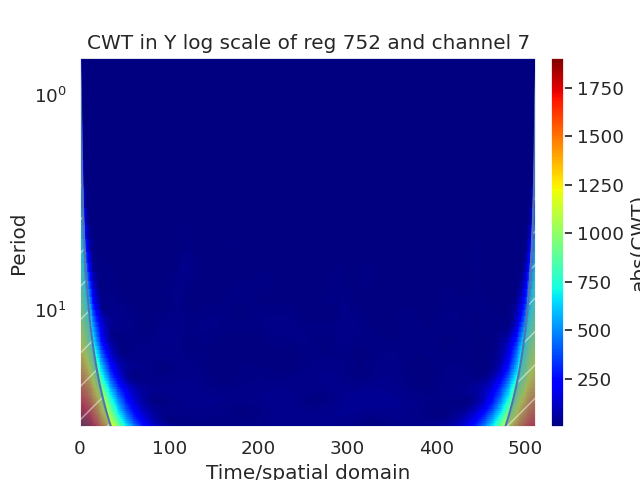 CWT in Y log scale of reg 752 and channel 7
10⁰
10¹
Period
0 100 200 300 400 500
Time/spatial domain
1750
1500
1250
1000
750
500
250
abs(CWT)